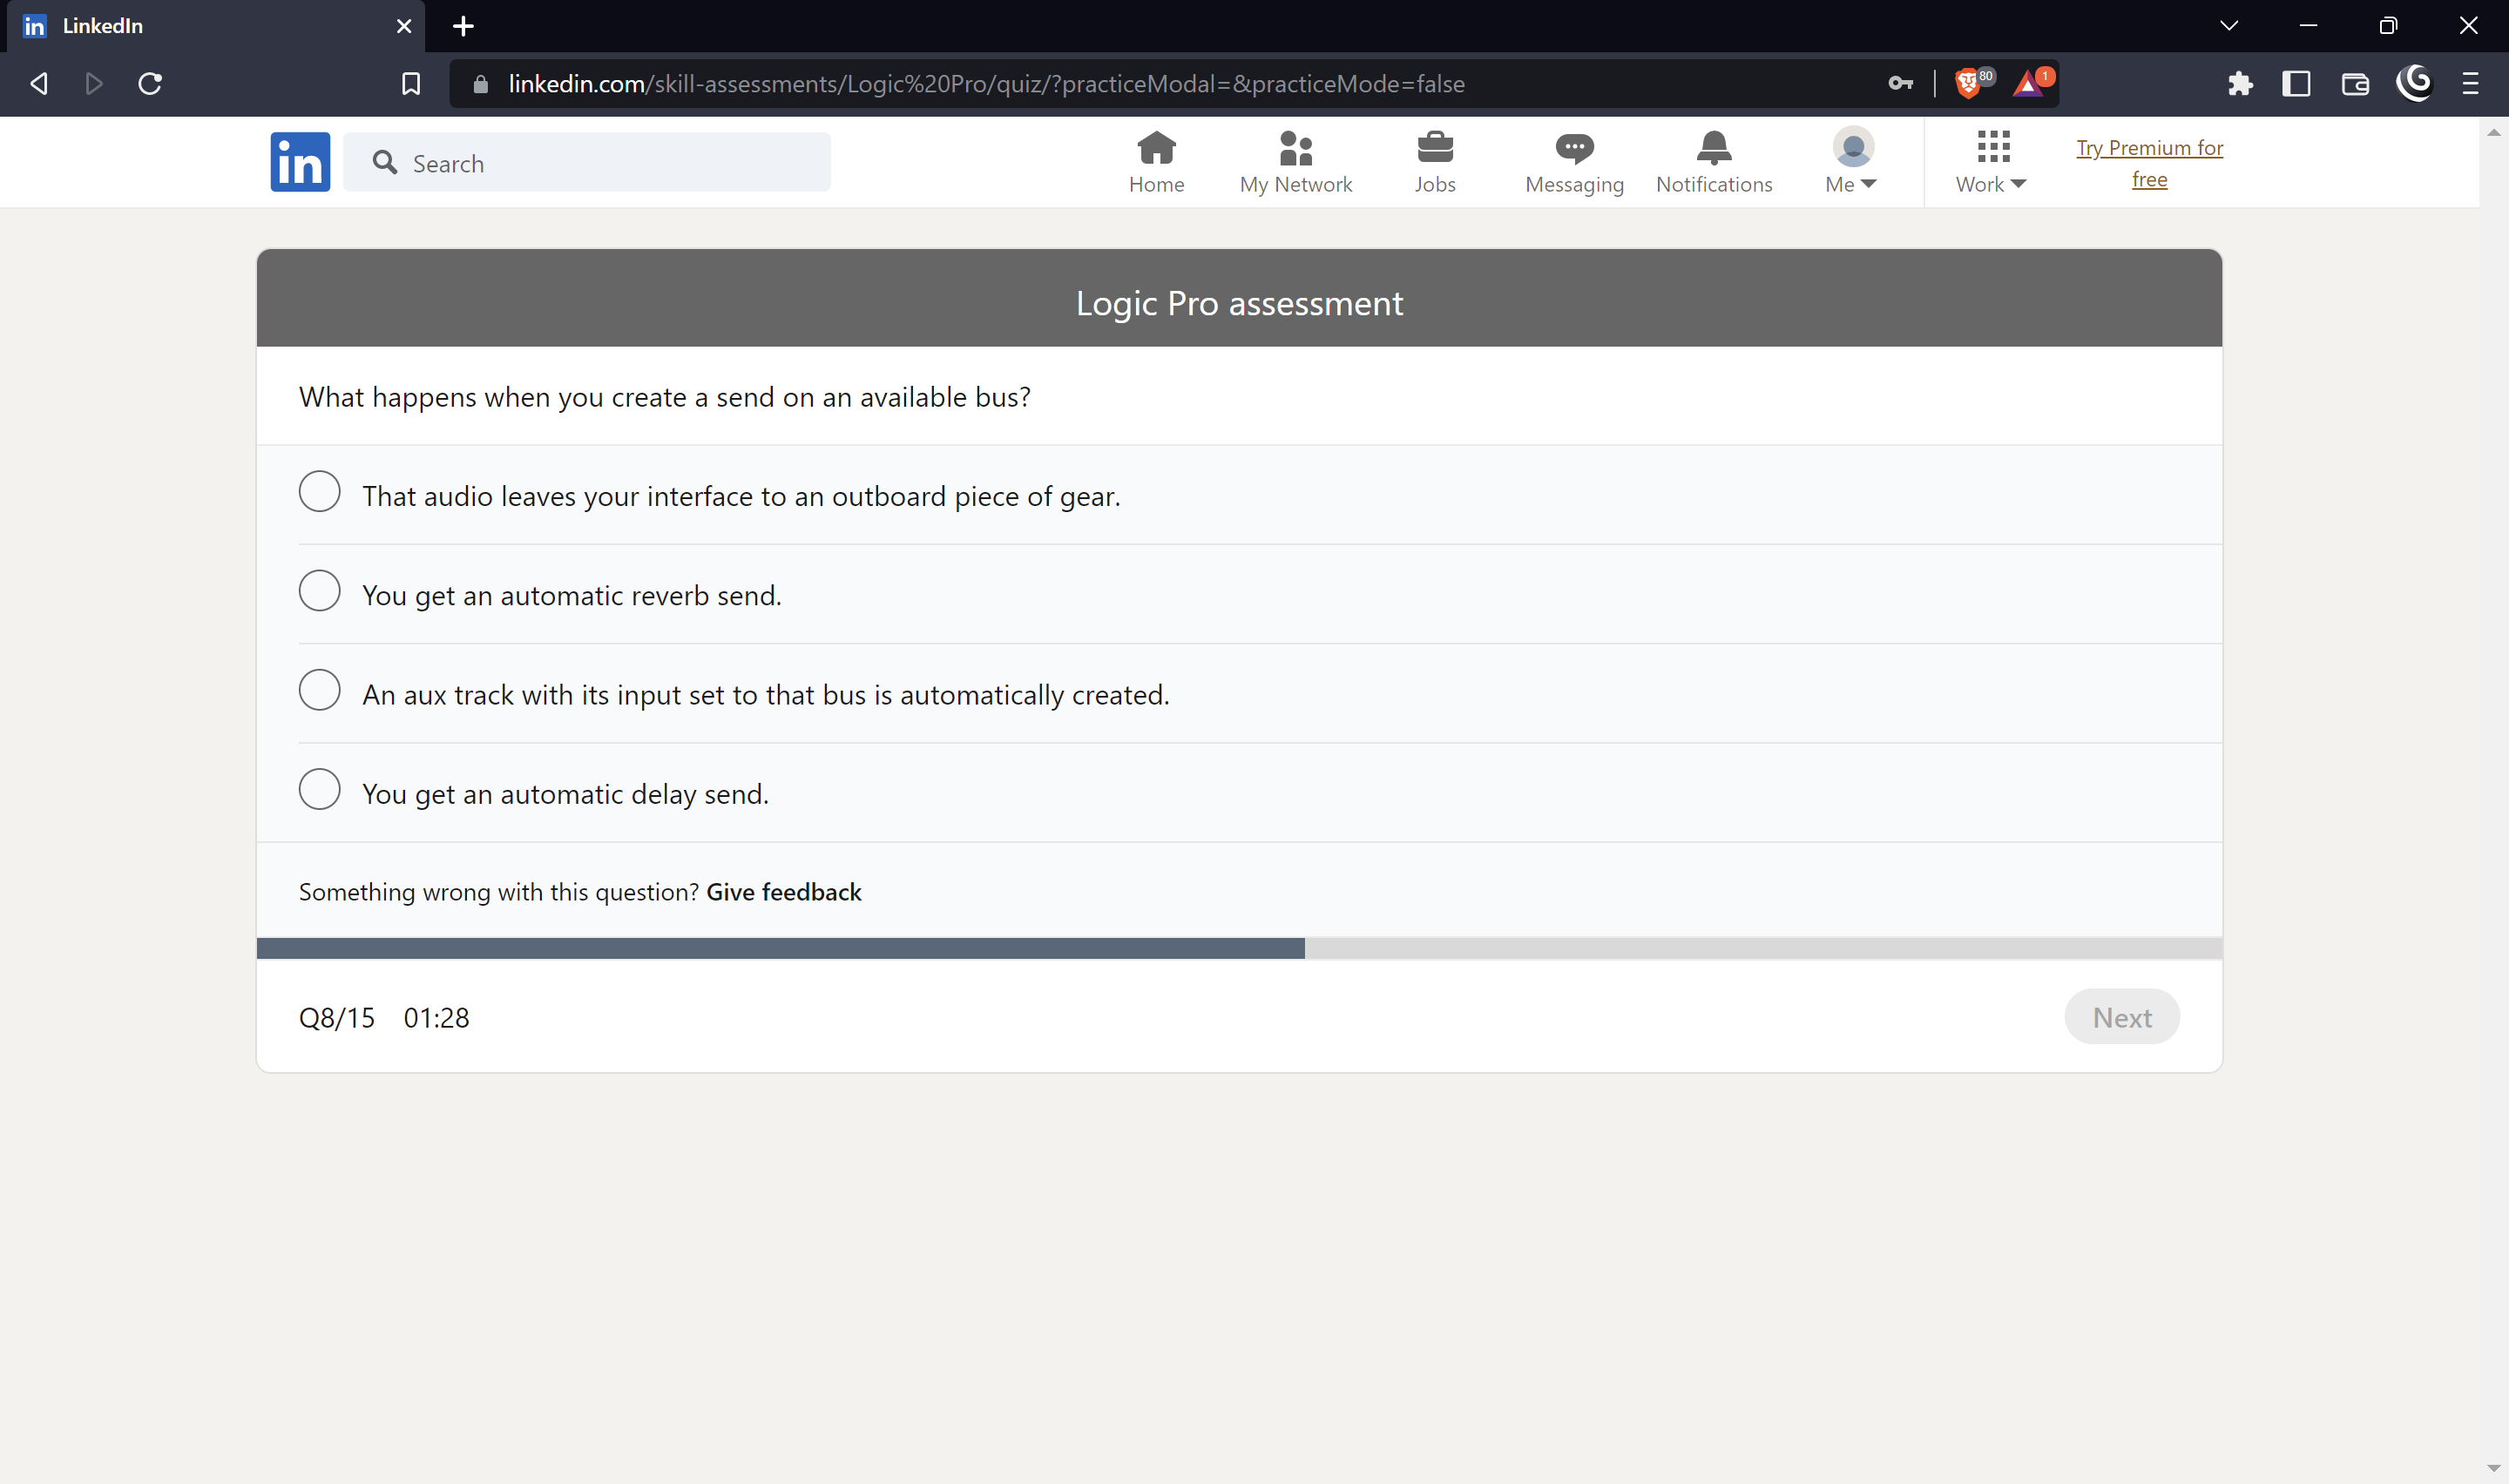 LinkedIn
linkedin.com/skill-assessments/Logic%20Pro/quiz/?practiceModal=&practiceMode=false
80
1
in
Search
Home
My Network
Jobs
Messaging
Notifications
Me
Work
Try Premium for
free
Logic Pro assessment
What happens when you create a send on an available bus?
That audio leaves your interface to an outboard piece of gear.
You get an automatic reverb send.
An aux track with its input set to that bus is automatically created.
You get an automatic delay send.
Something wrong with this question? Give feedback
Q8/15 01:28
Next